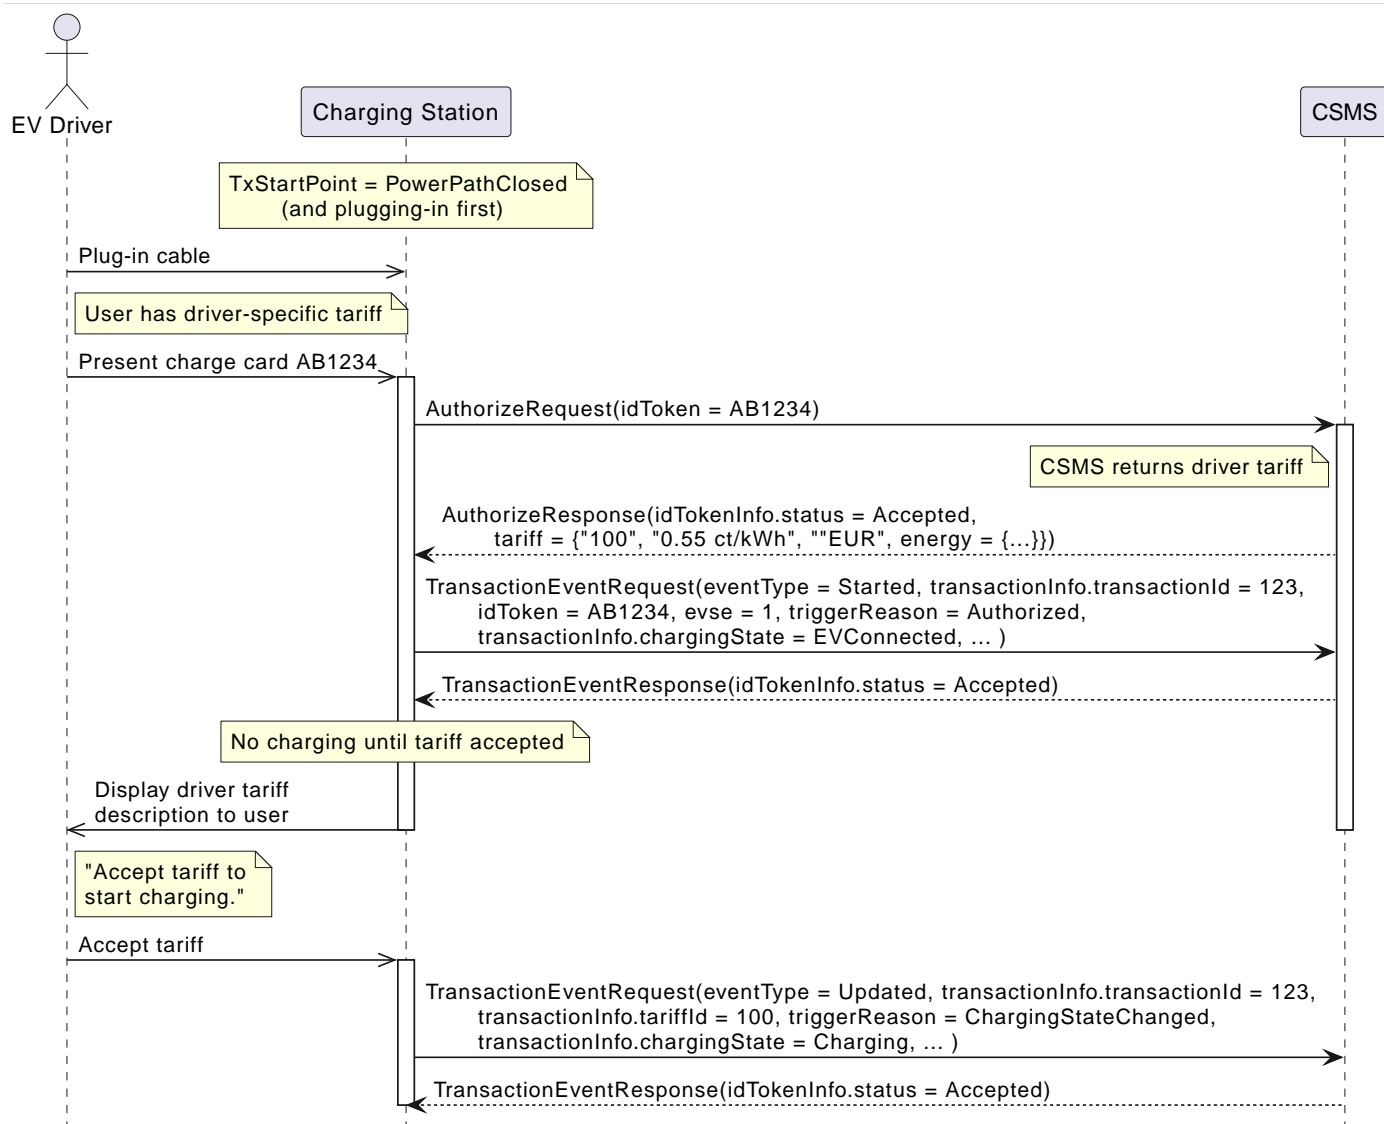 EV Driver
Charging Station
CSMS
TxStartPoint = PowerPathClosed
(and plugging-in first)
Plug-in cable
User has driver-specific tariff
Present charge card AB1234
AuthorizeRequest(idToken = AB1234)
CSMS returns driver tariff
AuthorizeResponse(idTokenInfo.status = Accepted,
tariff = {"100", "0.55 ct/kWh", ""EUR", energy = {...}})
TransactionEventRequest(eventType = Started, transactionInfo.transactionId = 123,
idToken = AB1234, evse = 1, triggerReason = Authorized,
transactionInfo.chargingState = EVConnected, ... )
TransactionEventResponse(idTokenInfo.status = Accepted)
No charging until tariff accepted
Display driver tariff
description to user
"Accept tariff to
start charging."
Accept tariff
TransactionEventRequest(eventType = Updated, transactionInfo.transactionId = 123,
transactionInfo.tariffId = 100, triggerReason = ChargingStateChanged,
transactionInfo.chargingState = Charging, ... )
TransactionEventResponse(idTokenInfo.status = Accepted)